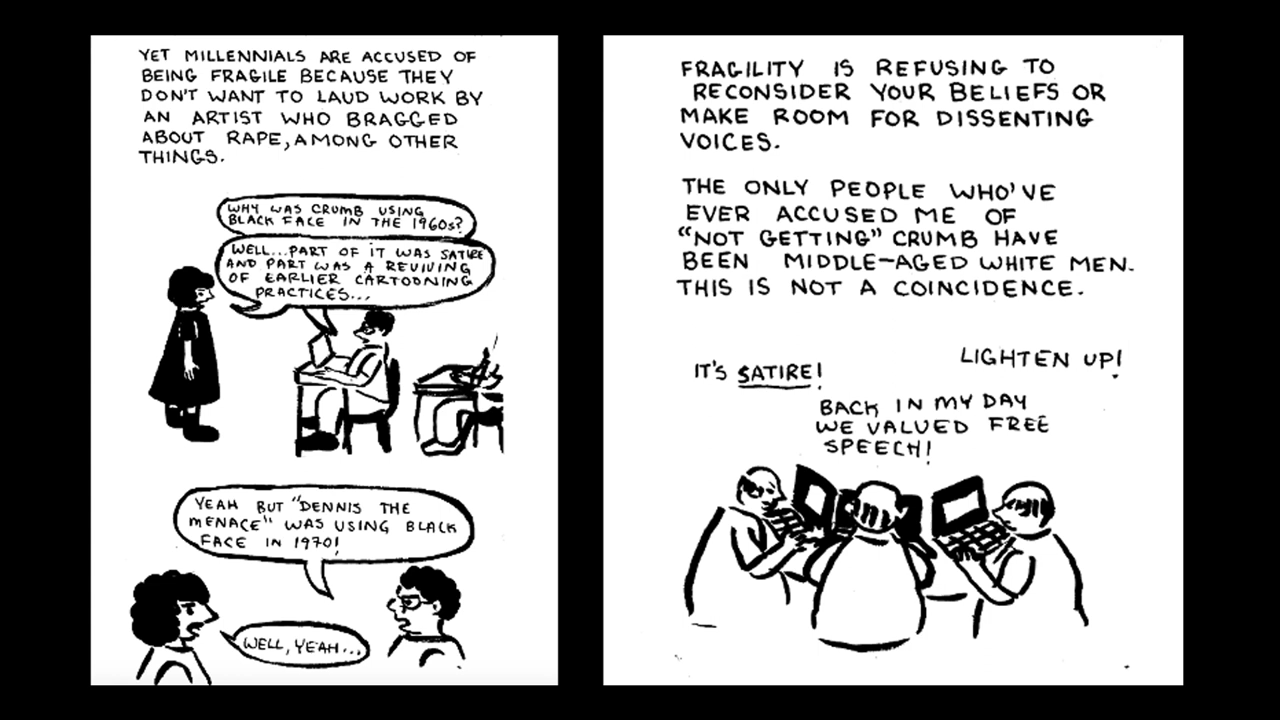 YET MILLENNIALS ARE ACCUSED OF
BEING FRAGILE BECAUSE THEY
DON'T WANT TO LAUD WORK BY
AN ARTIST WHO BRAGGED
ABOUT RAPE, AMONG OTHER
THINGS.
WHY WAS CRUMB USING
BLACK FACE IN THE 1960s?
WELL...PART OF IT WAS SATIRE
AND PART WAS A REVIVING
OF EARLIER CARTOONING
PRACTICES...
YEAH BUT "DENNIS THE
MENACE" WAS USING BLACK
FACE IN 1970!
WELL, YEAH...
FRAGILITY IS REFUSING TO
RECONSIDER YOUR BELIEFS OR
MAKE ROOM FOR DISSENTING
VOICES.
THE ONLY PEOPLE WHO'VE
EVER ACCUSED ME OF
"NOT GETTING" CRUMB HAVE
BEEN MIDDLE-AGED WHITE MEN.
THIS IS NOT A COINCIDENCE.
IT'S SATIRE!
LIGHTEN UP!
BACK IN MY DAY
WE VALUED FREE
SPEECH!